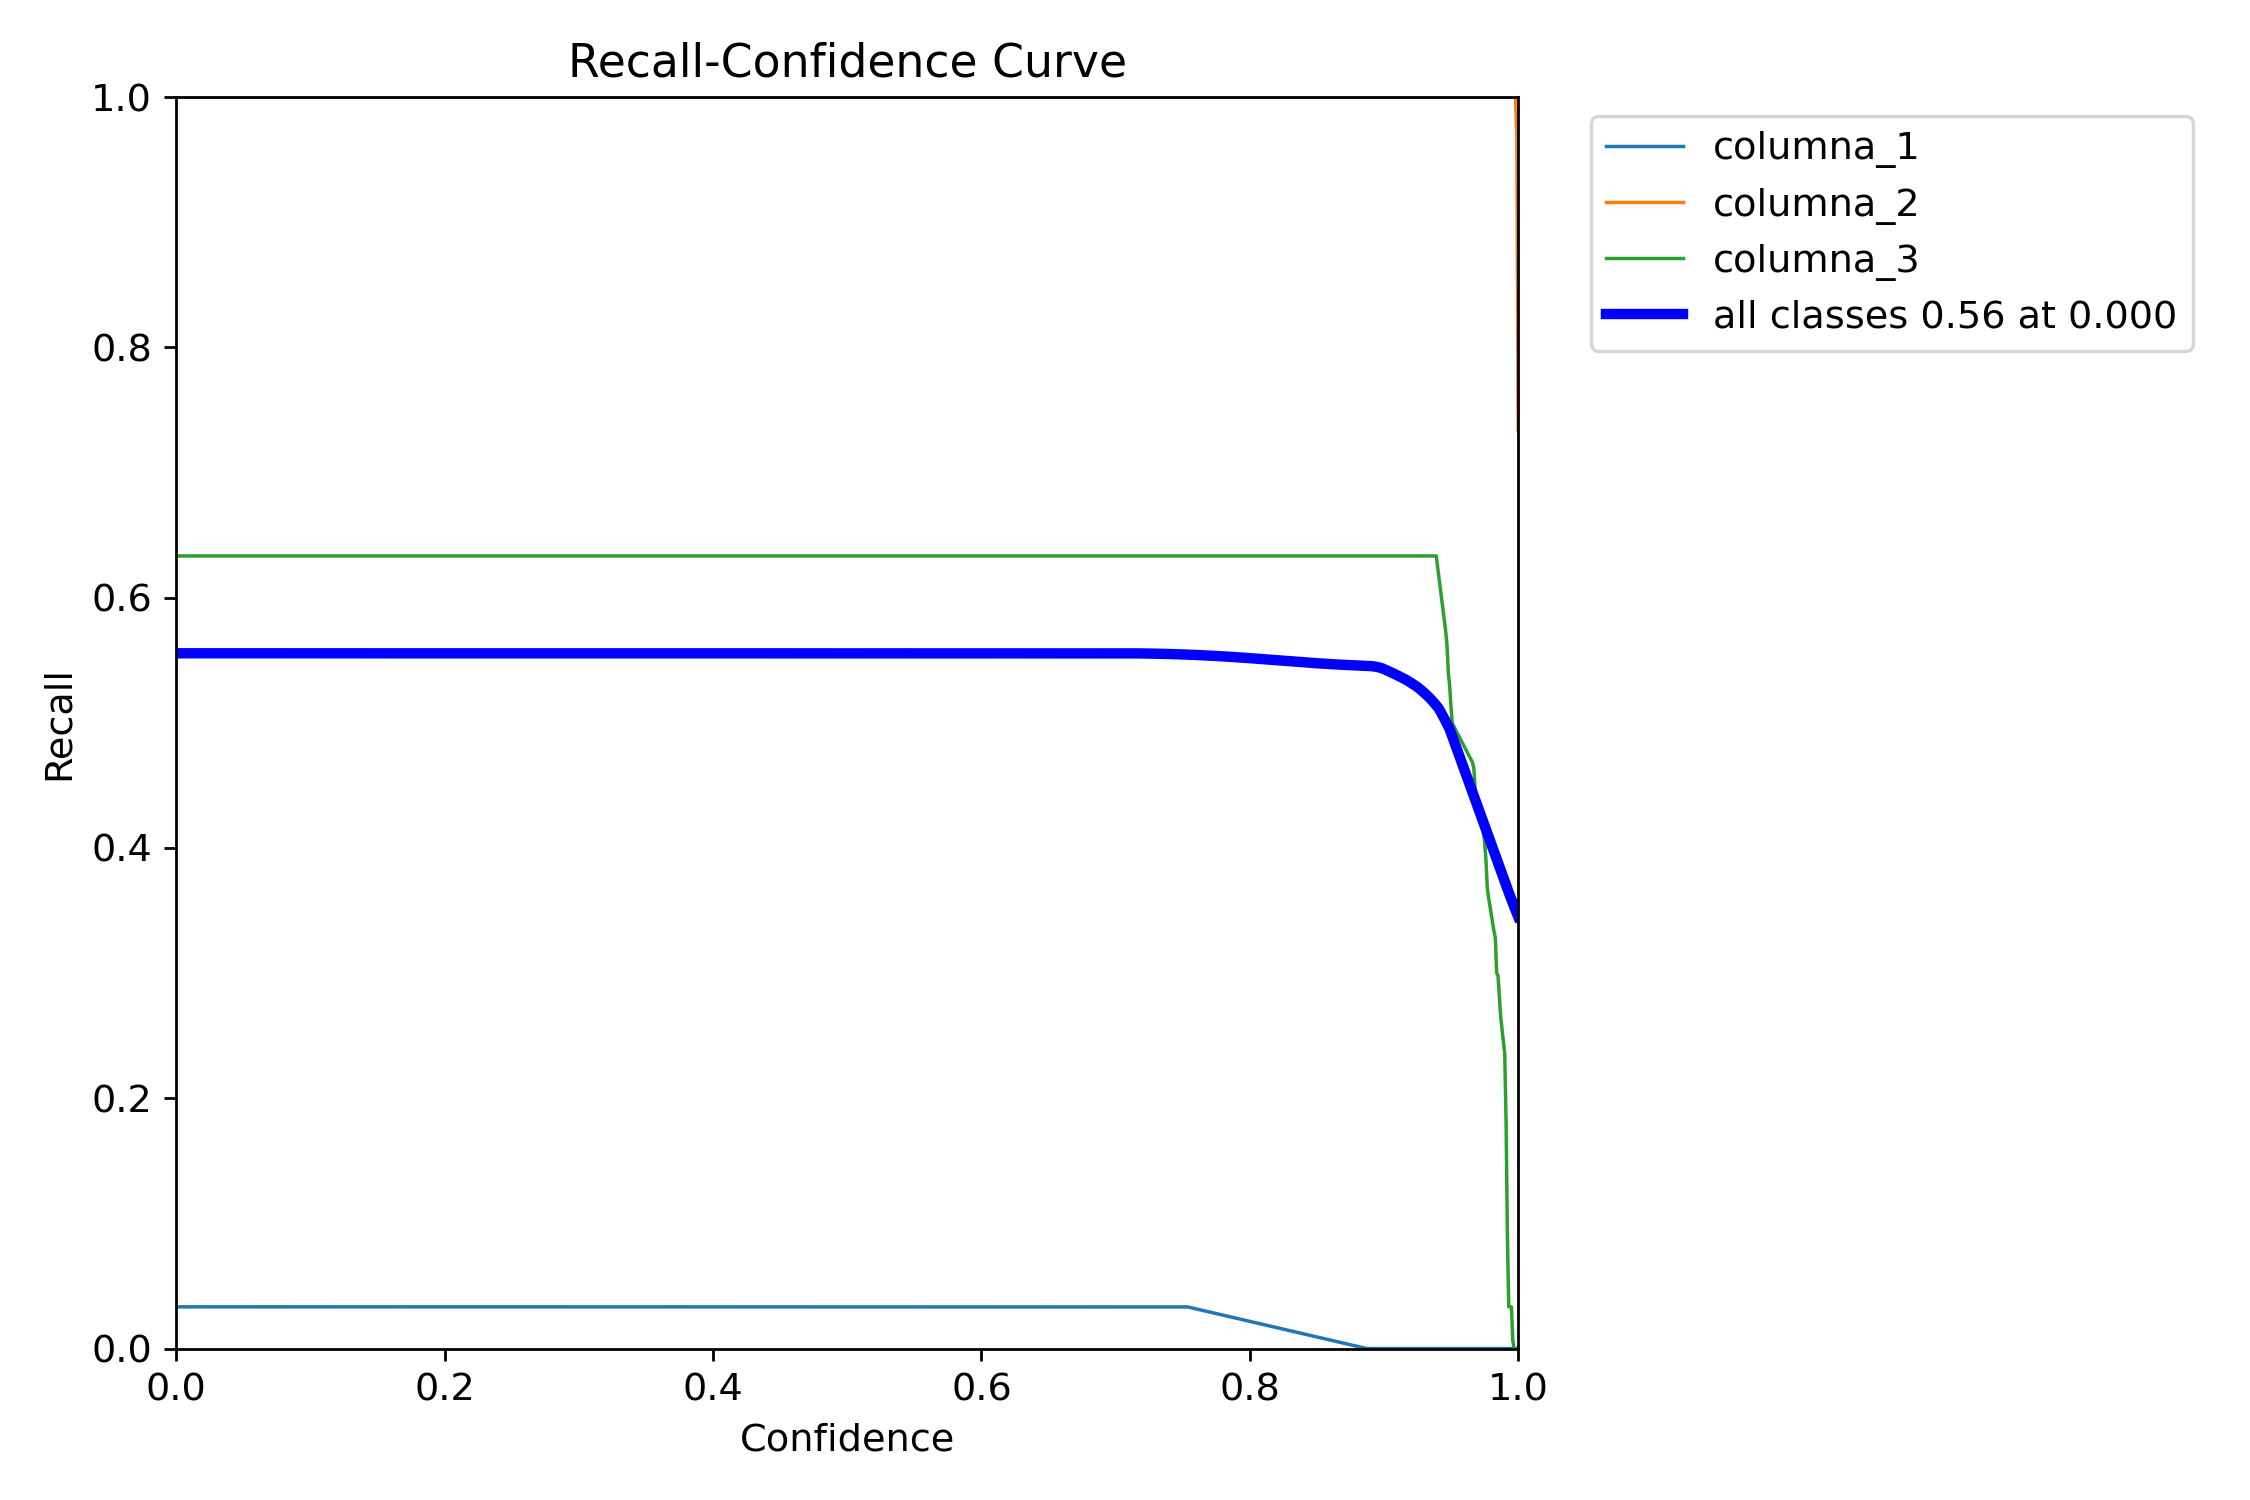 Recall-Confidence Curve
1.0
0.8
0.6
0.4
0.2
0.0
Recall
0.0 0.2 0.4 0.6 0.8 1.0
Confidence
columna_1
columna_2
columna_3
all classes 0.56 at 0.000